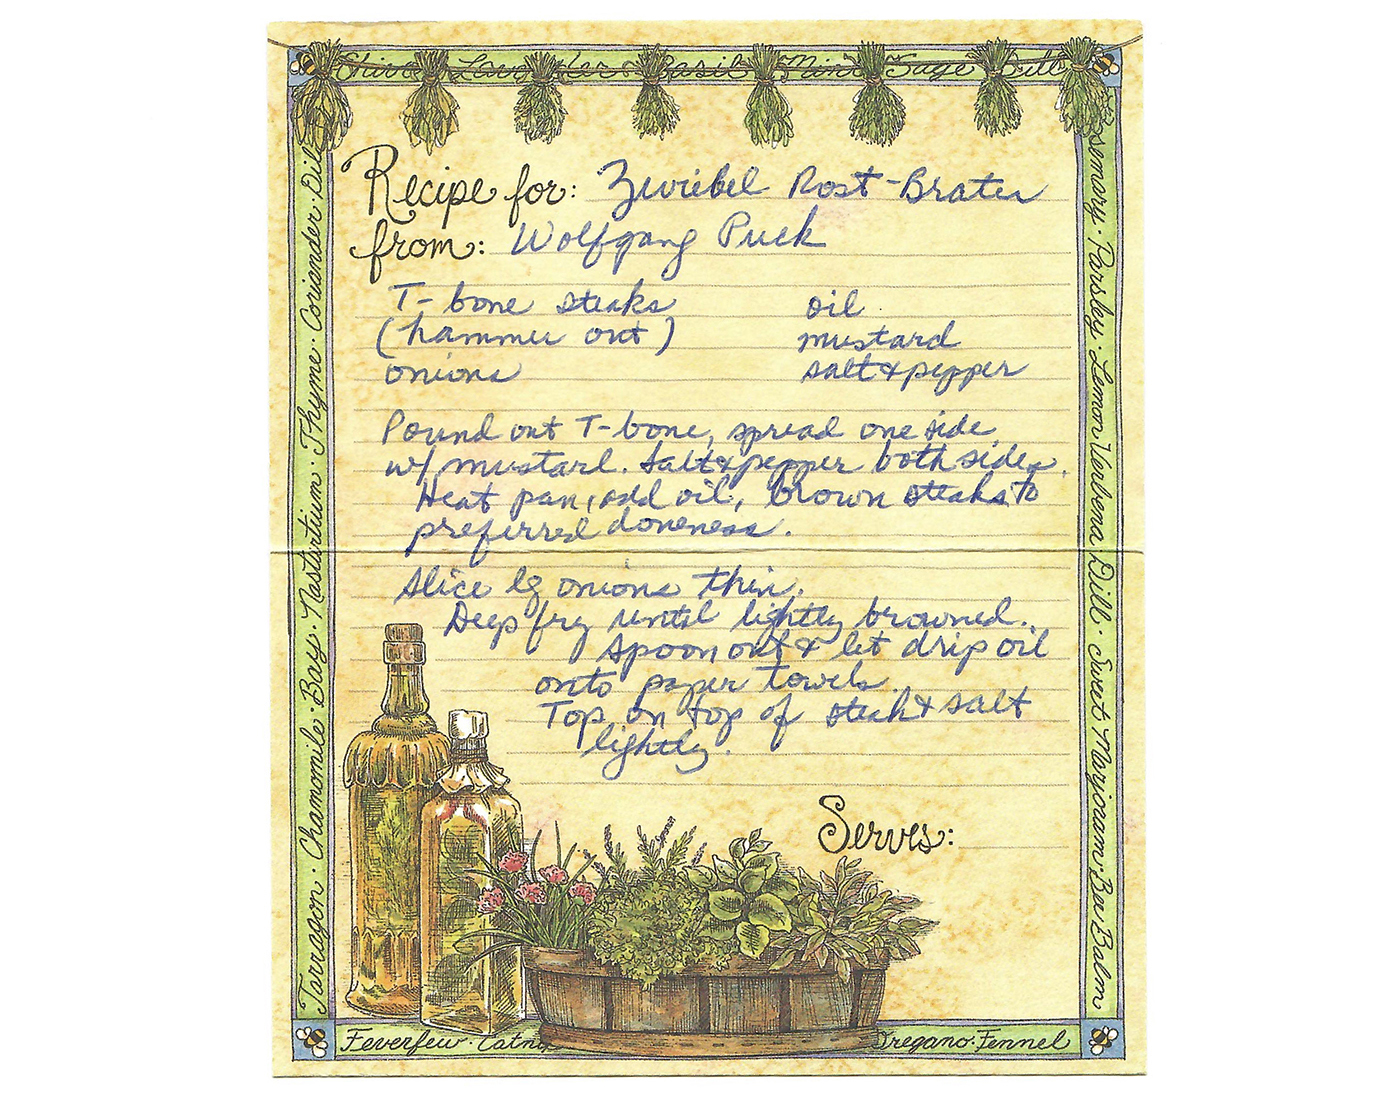 Chives · Lavender · Basil · Mint · Sage · Dill
Recipe for: Zwiebel Rost-Braten
from: Wolfgang Puck
T-bone steaks
(hammer out)
onions
oil
mustard
salt & pepper
Pound out T-bone, spread one side
w/ mustard. Salt & pepper both sides.
Heat pan, add oil, brown steaks to
preferred doneness.
Slice lg onions thin.
Deep fry until lightly browned.
Spoon out & let drip oil
onto paper towels.
Top on top of steak & salt
lightly.
Serves:
Tarragon · Chamomile · Bay · Nastertium · Thyme · Coriander · Dill
Rosemary · Parsley · Lemon Verbena Dill · Sweet Marjoram · Ba Balm
Feverfew · Catnip
Oregano · Fennel